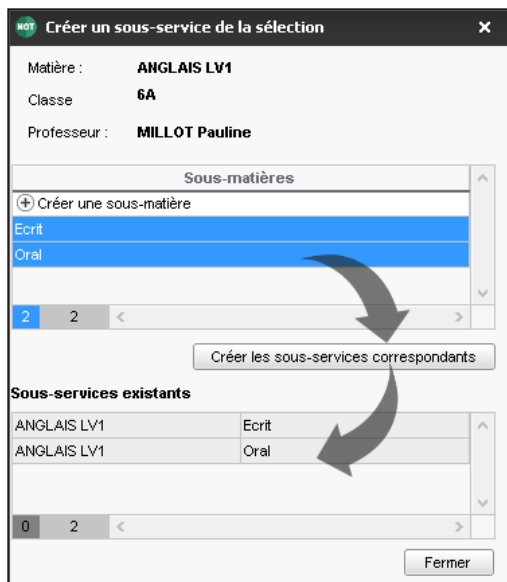 NOT Créer un sous-service de la sélection ×
Matière : ANGLAIS LV1
Classe 6A
Professeur : MILLOT Pauline
Sous-matières
Créer une sous-matière
Ecrit
Oral
2 2
Créer les sous-services correspondants
Sous-services existants
ANGLAIS LV1 Ecrit
ANGLAIS LV1 Oral
0 2
Fermer